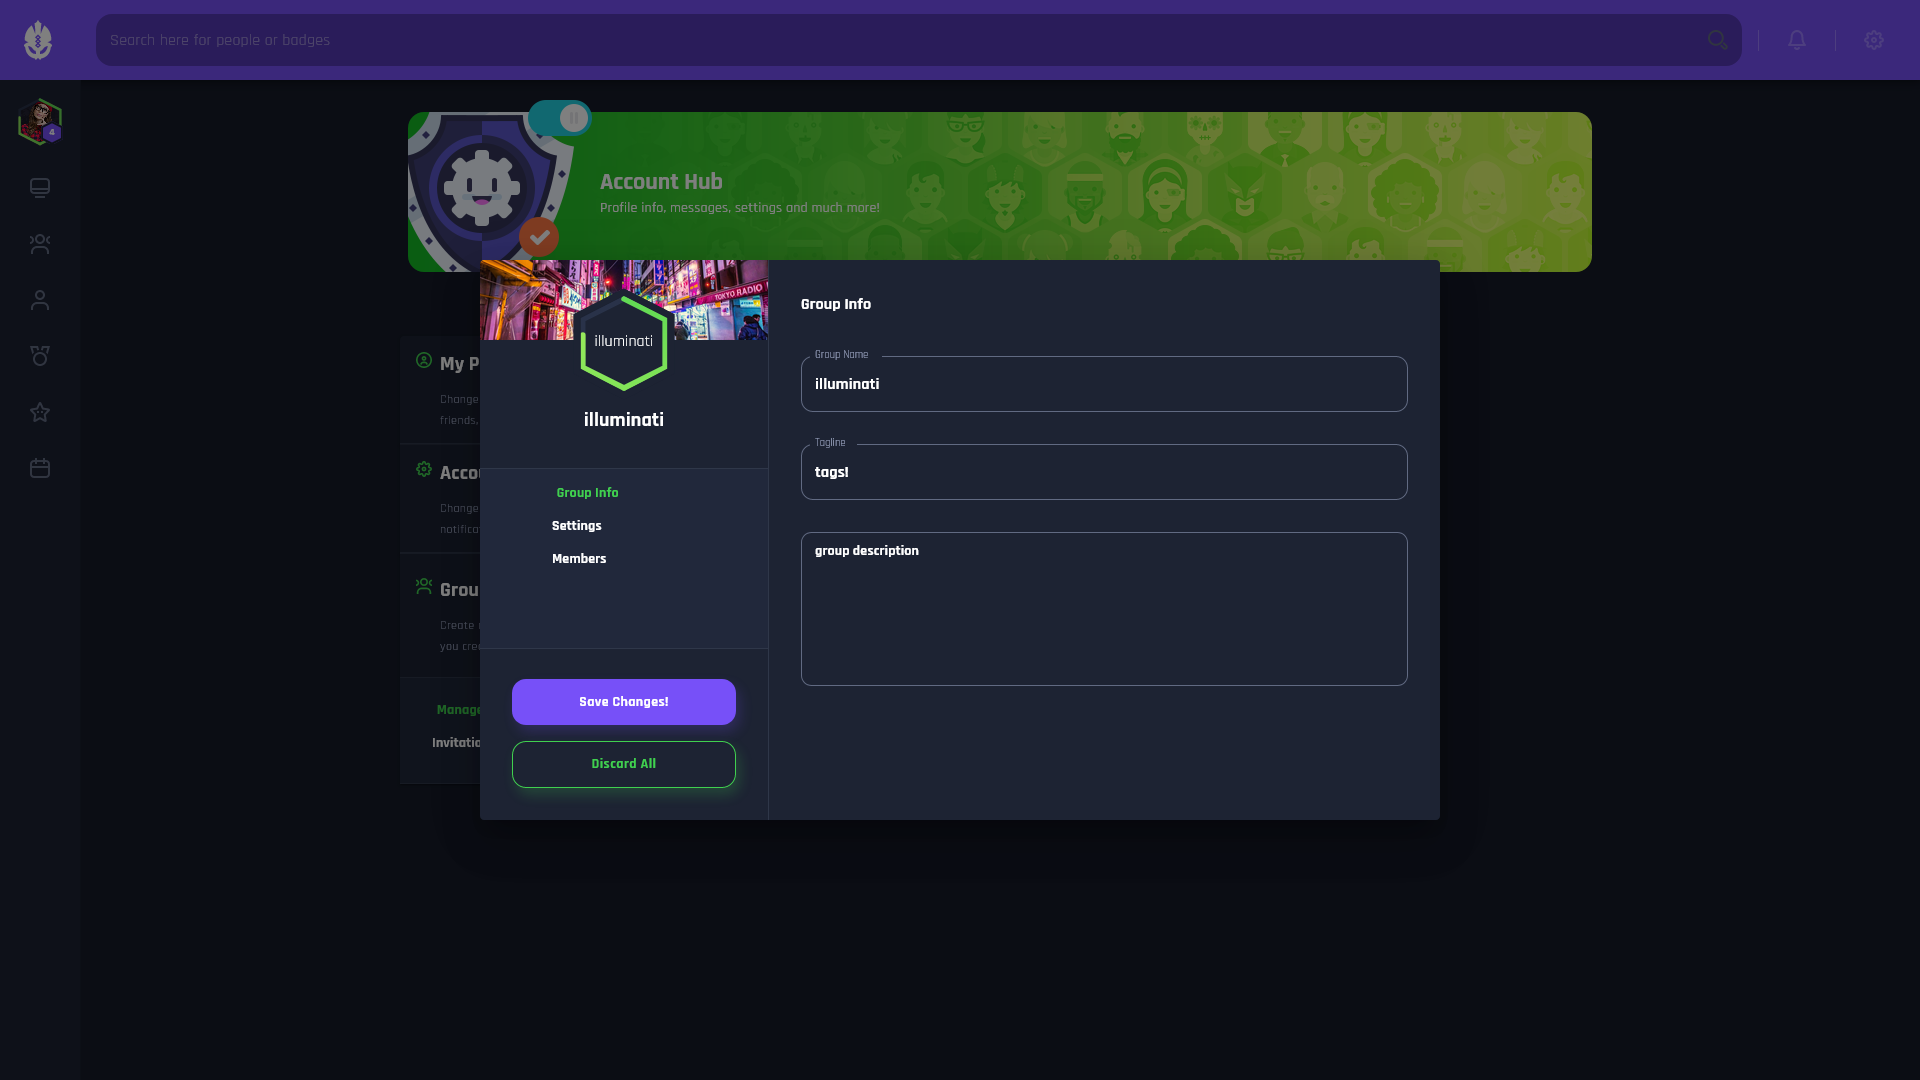 Search here for people or badges
4
Account Hub
Profile info, messages, settings and much more!
My P
Change
friends,
Acco
Change
notifica
Grou
Create
you cre
Manage
Invitatio
TOKYO RADIO
illuminati
illuminati
Group Info
Settings
Members
Save Changes!
Discard All
Group Info
Group Name
illuminati
Tagline
tags!
group description